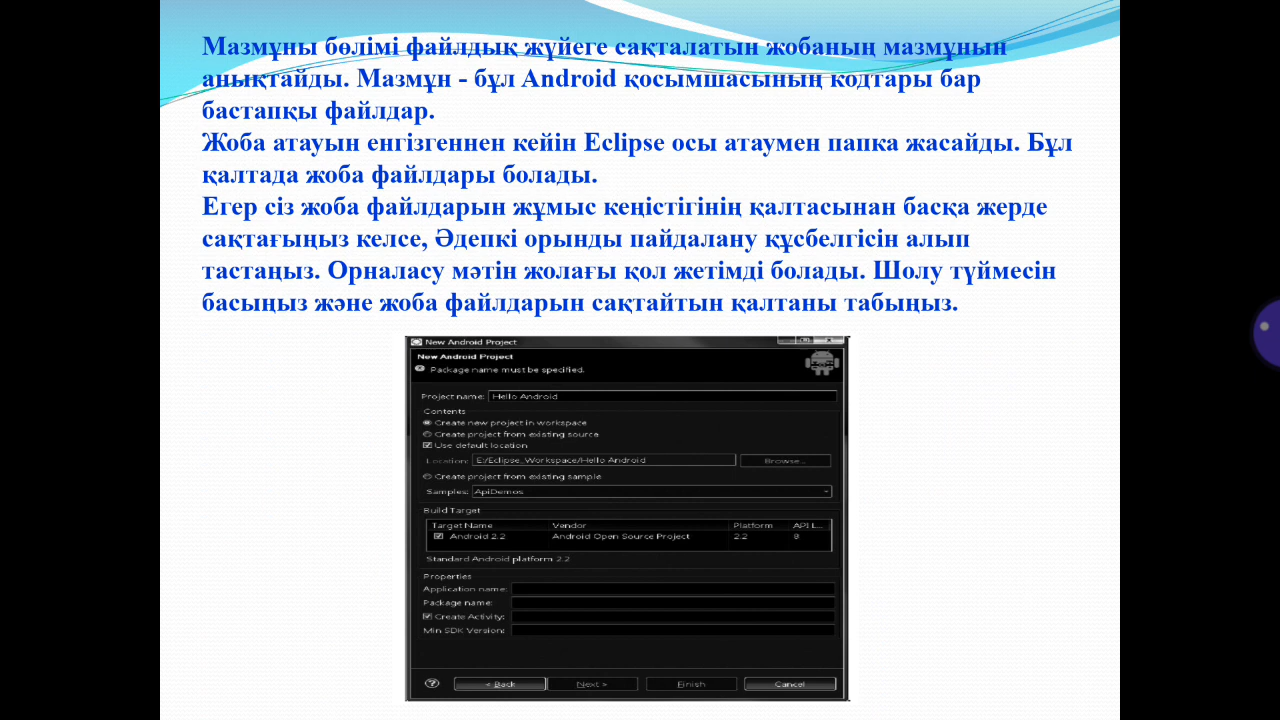 Мазмұны бөлімі файлдық жүйеге сақталатын жобаның мазмұнын
анықтайды. Мазмұн - бұл Android қосымшасының кодтары бар
бастапқы файлдар.
Жоба атауын енгізгеннен кейін Eclipse осы атаумен папка жасайды. Бұл
қалтада жоба файлдары болады.
Егер сіз жоба файлдарын жұмыс кеңістігінің қалтасынан басқа жерде
сақтағыңыз келсе, Әдепкі орынды пайдалану құсбелгісін алып
тастаңыз. Орналасу мәтін жолағы қол жетімді болады. Шолу түймесін
басыңыз және жоба файлдарын сақтайтын қалтаны табыңыз.
New Android Project
New Android Project
Package name must be specified.
Project name: Hello Android
Contents
Create new project in workspace
Create project from existing source
Use default location
Location: E:/Eclipse_Workspace/Hello Android Browse...
Create project from existing sample
Samples: ApiDemos
Build Target
Target Name Vendor Platform API L...
Android 2.2 Android Open Source Project 2.2 8
Standard Android platform 2.2
Properties
Application name:
Package name:
Create Activity:
Min SDK Version:
< Back Next > Finish Cancel